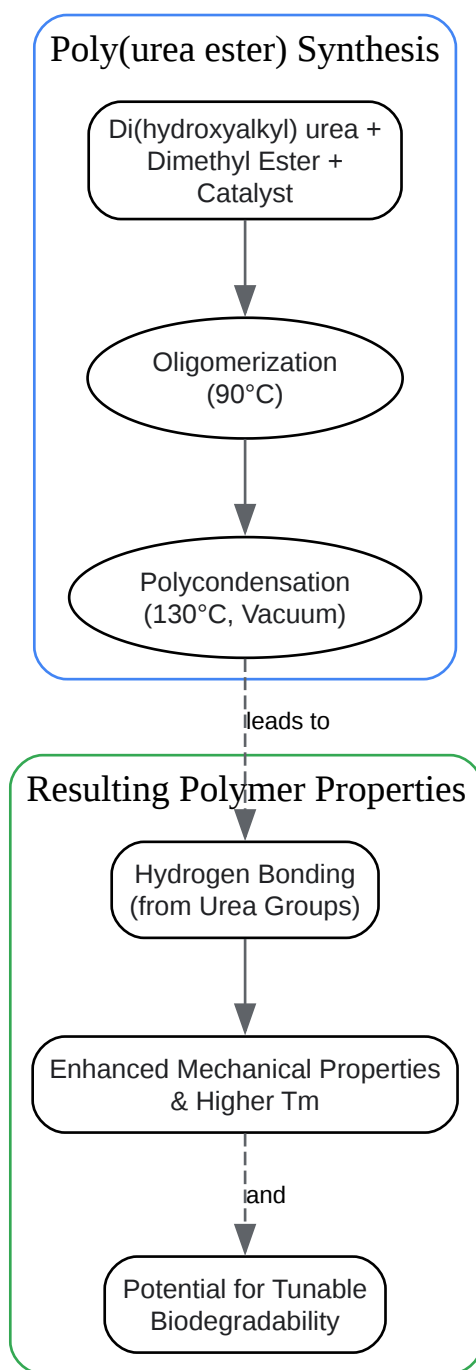 Poly(urea ester) Synthesis
Di(hydroxyalkyl) urea +
Dimethyl Ester +
Catalyst
Oligomerization
(90°C)
Polycondensation
(130°C, Vacuum)
leads to
Resulting Polymer Properties
Hydrogen Bonding
(from Urea Groups)
Enhanced Mechanical Properties
& Higher Tm
and
Potential for Tunable
Biodegradability